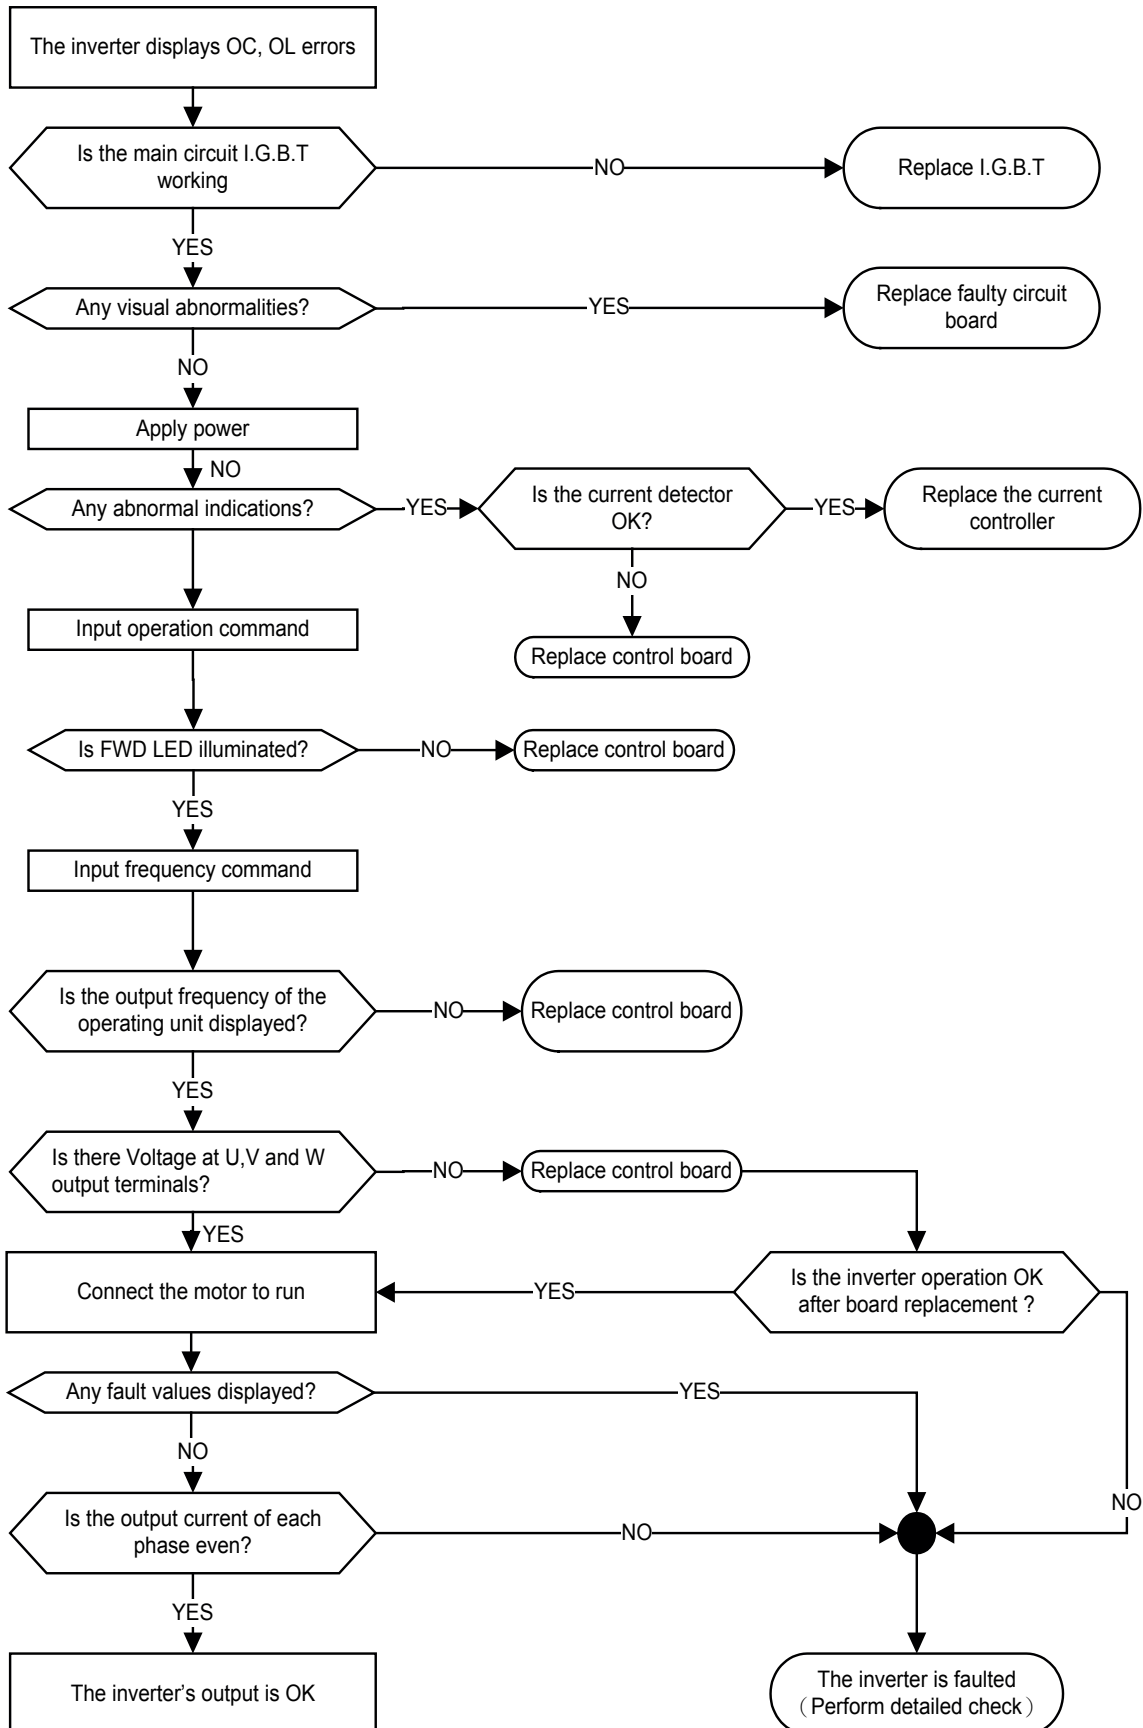 The inverter displays OC, OL errors
Is the main circuit I.G.B.T
working
NO
Replace I.G.B.T
YES
Any visual abnormalities?
YES
Replace faulty circuit
board
NO
Apply power
NO
Any abnormal indications?
YES
Is the current detector
OK?
YES
Replace the current
controller
NO
Replace control board
Input operation command
Is FWD LED illuminated?
NO
Replace control board
YES
Input frequency command
Is the output frequency of the
operating unit displayed?
NO
Replace control board
YES
Is there Voltage at U,V and W
output terminals?
NO
Replace control board
YES
Connect the motor to run
YES
Is the inverter operation OK
after board replacement ?
Any fault values displayed?
YES
NO
NO
Is the output current of each
phase even?
NO
YES
The inverter's output is OK
The inverter is faulted
（Perform detailed check）